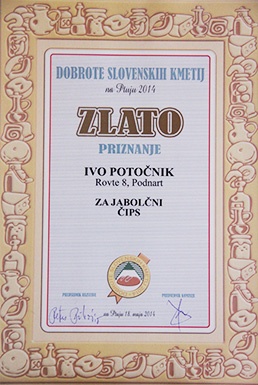 DOBROTE SLOVENSKIH KMETIJ
na Ptuju 2014
ZLATO
PRIZNANJE
IVO POTOČNIK
Rovte 8, Podnart
ZA JABOLČNI
ČIPS
na Ptuju 18. maja 2014